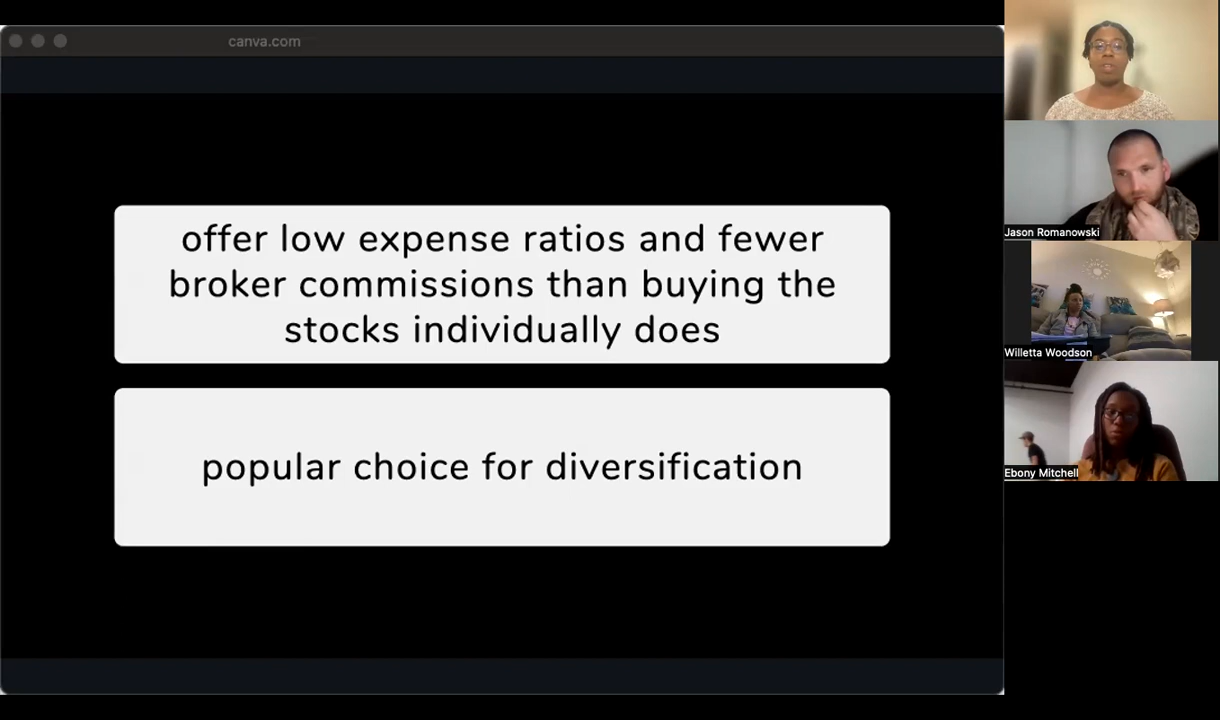 canva.com
offer low expense ratios and fewer
broker commissions than buying the
stocks individually does
popular choice for diversification
Jason Romanowski
Willetta Woodson
Ebony Mitchell